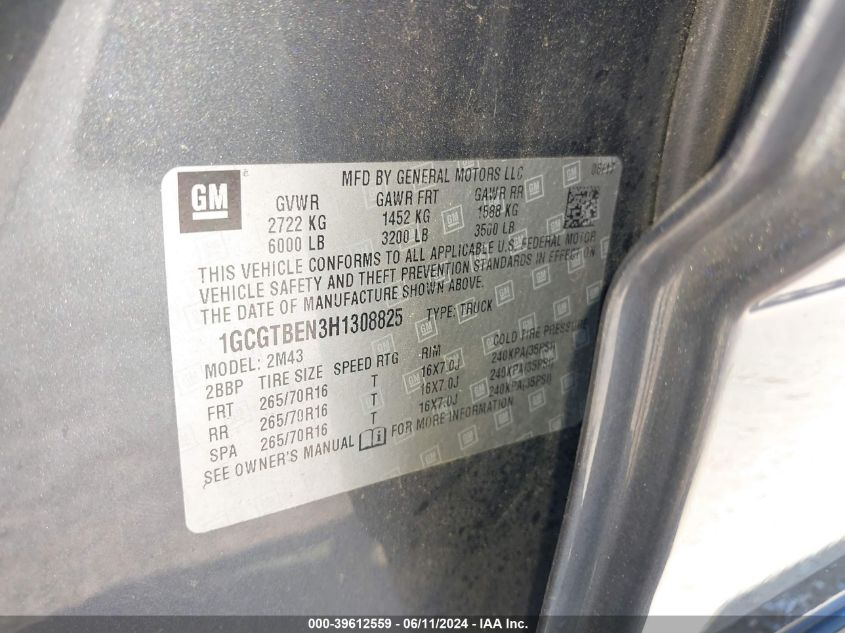 GM
MFD BY GENERAL MOTORS LLC
GVWR GAWR FRT GAWR RR
2722 KG 1452 KG 1588 KG
6000 LB 3200 LB 3500 LB
THIS VEHICLE CONFORMS TO ALL APPLICABLE U.S. FEDERAL MOTOR
VEHICLE SAFETY AND THEFT PREVENTION STANDARDS IN EFFECT ON
THE DATE OF MANUFACTURE SHOWN ABOVE.
1GCGTBEN3H1308825 TYPE: TRUCK
MODEL: 2M43
2BBP TIRE SIZE SPEED RTG RIM COLD TIRE PRESSURE
FRT 265/70R16 T 16X7.0J 240KPA(35PSI)
RR 265/70R16 T 16X7.0J 240KPA(35PSI)
SPA 265/70R16 T 16X7.0J 240KPA(35PSI)
SEE OWNER'S MANUAL FOR MORE INFORMATION
000-39612559 / 06/11/2024 - IAA Inc.